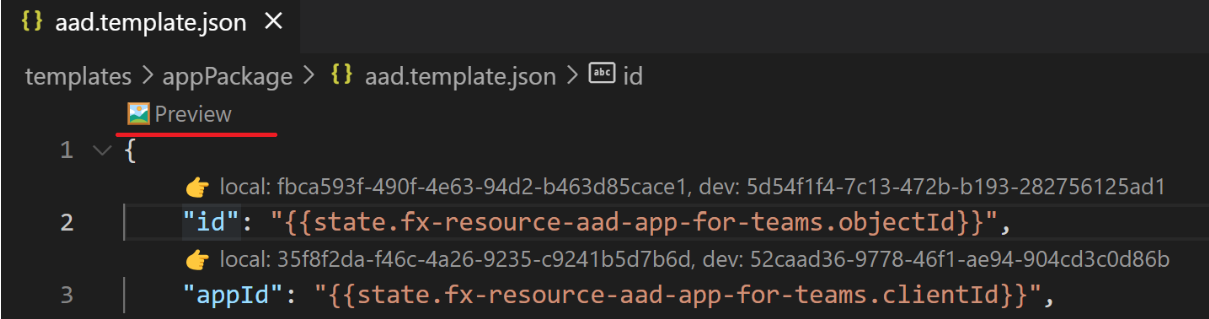 {} aad.template.json ×
templates > appPackage > {} aad.template.json > abc id
Preview
1 {
👉 local: fbca593f-490f-4e63-94d2-b463d85cace1, dev: 5d54f1f4-7c13-472b-b193-282756125ad1
2 "id": "{{state.fx-resource-aad-app-for-teams.objectId}}",
👉 local: 35f8f2da-f46c-4a26-9235-c9241b5d7b6d, dev: 52caad36-9778-46f1-ae94-904cd3c0d86b
3 "appId": "{{state.fx-resource-aad-app-for-teams.clientId}}",